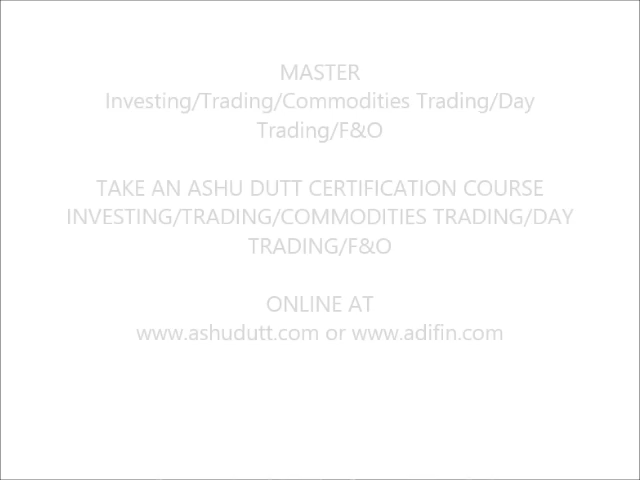 MASTER
Investing/Trading/Commodities Trading/Day
Trading/F&O
TAKE AN ASHU DUTT CERTIFICATION COURSE
INVESTING/TRADING/COMMODITIES TRADING/DAY
TRADING/F&O
ONLINE AT
www.ashudutt.com or www.adifin.com